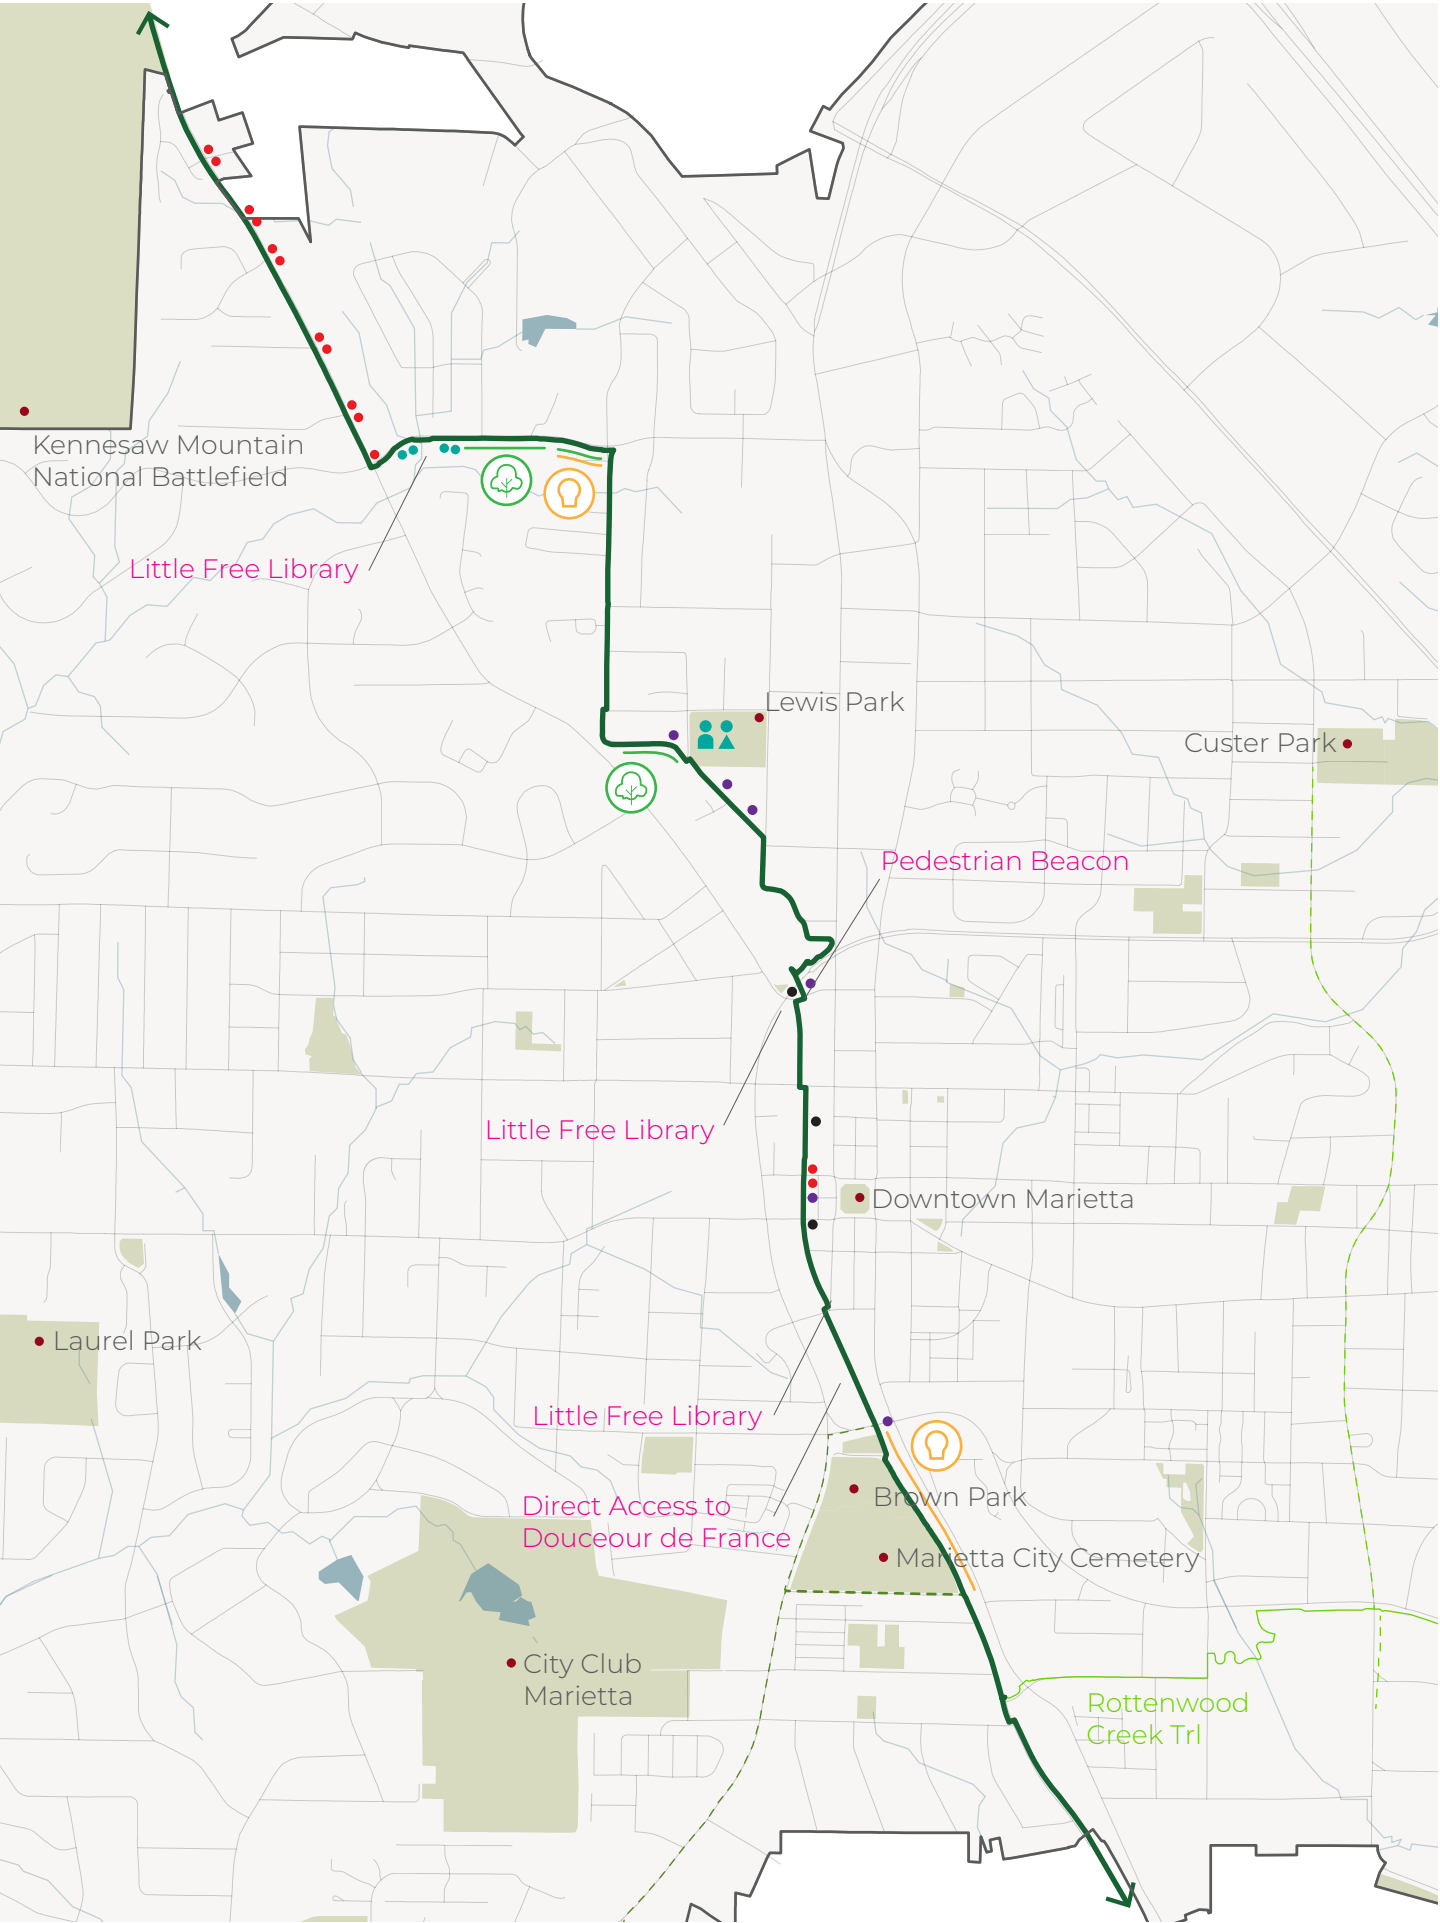 Kennesaw Mountain
National Battlefield
Little Free Library
Lewis Park
Custer Park
Pedestrian Beacon
Little Free Library
Downtown Marietta
Laurel Park
Little Free Library
Direct Access to
Douceour de France
Brown Park
Marietta City Cemetery
City Club
Marietta
Rottenwood
Creek Trl